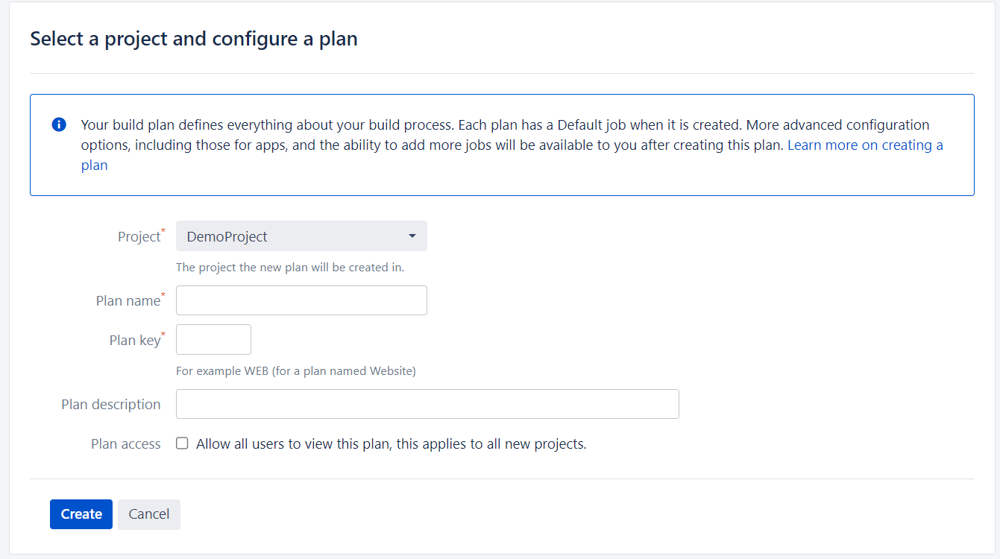 Select a project and configure a plan
Your build plan defines everything about your build process. Each plan has a Default job when it is created. More advanced configuration
options, including those for apps, and the ability to add more jobs will be available to you after creating this plan. Learn more on creating a
plan
Project* DemoProject
The project the new plan will be created in.
Plan name*
Plan key*
For example WEB (for a plan named Website)
Plan description
Plan access Allow all users to view this plan, this applies to all new projects.
Create Cancel